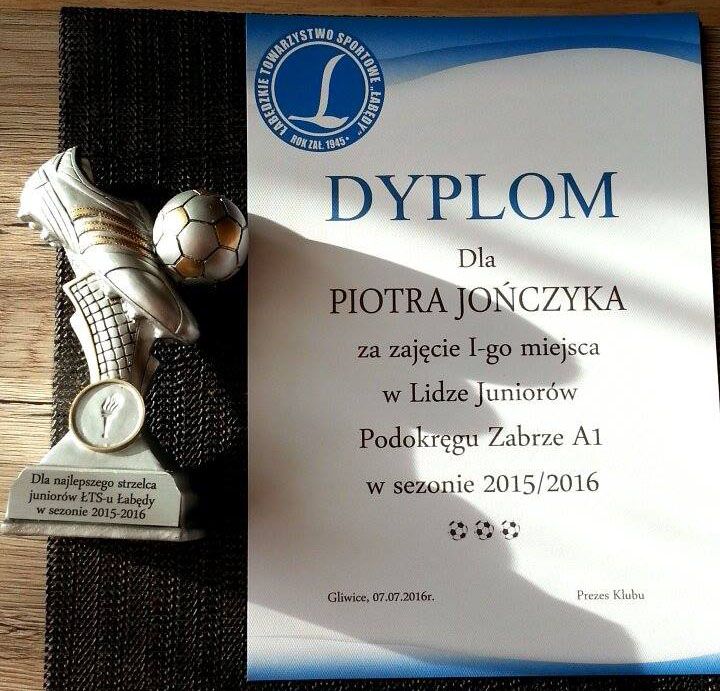 ŁABĘDZKIE TOWARZYSTWO SPORTOWE „ŁABĘDY”
ROK ZAŁ. 1945
DYPLOM
Dla
PIOTRA JOŃCZYKA
za zajęcie I-go miejsca
w Lidze Juniorów
Podokręgu Zabrze A1
w sezonie 2015/2016
Gliwice, 07.07.2016r.
Prezes Klubu
Dla najlepszego strzelca
juniorów ŁTS-u Łabędy
w sezonie 2015-2016